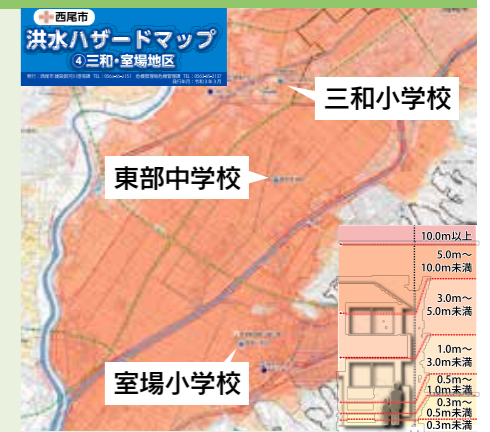 西尾市
洪水ハザードマップ
④三和・室場地区
三和小学校
東部中学校
室場小学校
10.0m以上
5.0m～
10.0m未満
3.0m～
5.0m未満
1.0m～
3.0m未満
0.5m～
1.0m未満
0.3m～
0.5m未満
0.3m未満